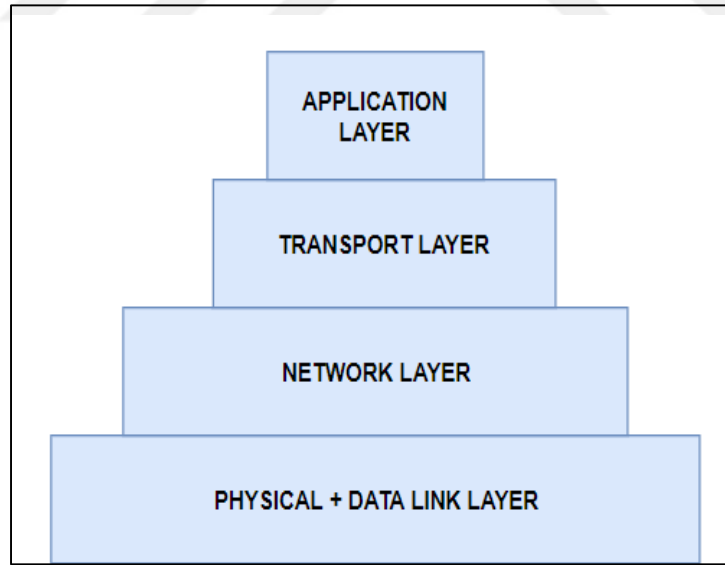 APPLICATION
LAYER
TRANSPORT LAYER
NETWORK LAYER
PHYSICAL + DATA LINK LAYER